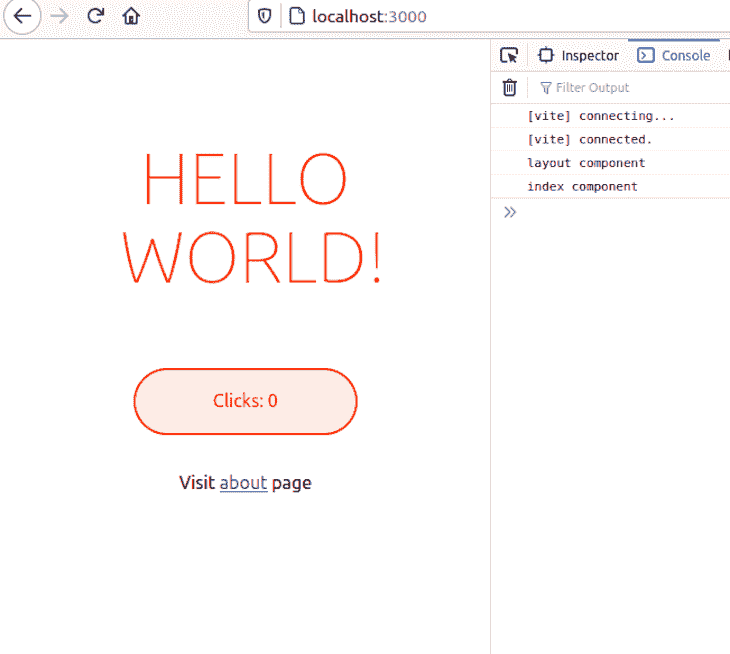 localhost:3000
Inspector Console
Filter Output
[vite] connecting...
[vite] connected.
layout component
index component
HELLO
WORLD!
Clicks: 0
Visit about page